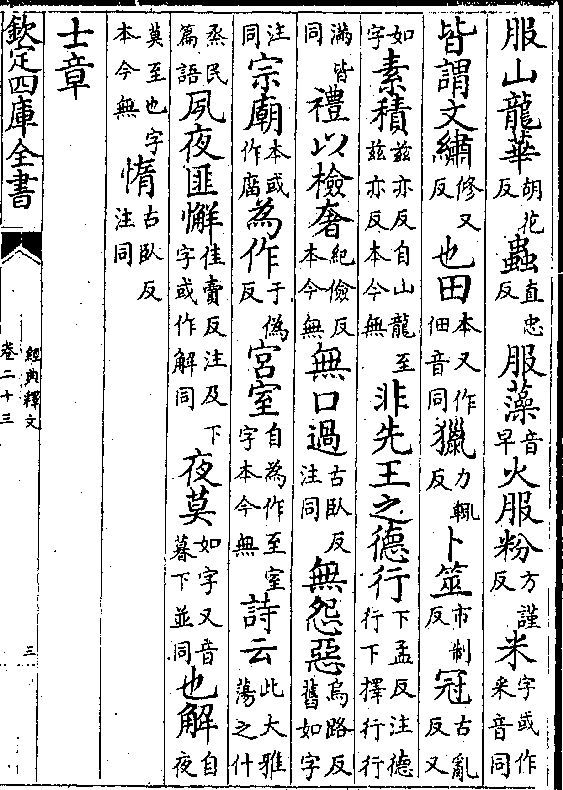 服山龍華胡花反蟲直忠反服藻音早火服粉方謹反米字或作釆音同
皆謂文繡修又反也田本又作佃音同獵力輒反卜筮市制反冠古亂反又
如字素積兹亦反自山龍至兹亦反本今無非先王之德行下孟反注德行下擇行行
滿皆同禮以檢奢紀儉反本今無無口過古臥反注同無怨惡烏路反舊如字
注同宗廟本或作庿為作于偽反宮室自為作至室字本今無詩云此大雅蕩之什
烝民篇語夙夜匪懈佳賣反注及下字或作解同夜莫如字又音暮下並同也解自夜
莫至也字本今無惰古臥反注同
士章
欽定四庫全書
經典釋文
卷二十三
三